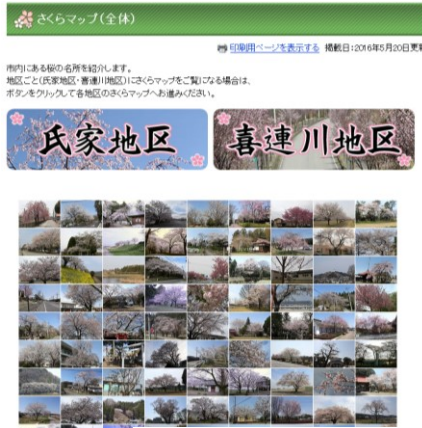 さくらマップ(全体)
印刷用ページを表示する 掲載日:2016年5月20日更新
市内にある桜の名所を紹介します。
地区ごと(氏家地区・喜連川地区)にさくらマップをご覧になる場合は、
ボタンをクリックして各地区のさくらマップへお進みください。
氏家地区 喜連川地区